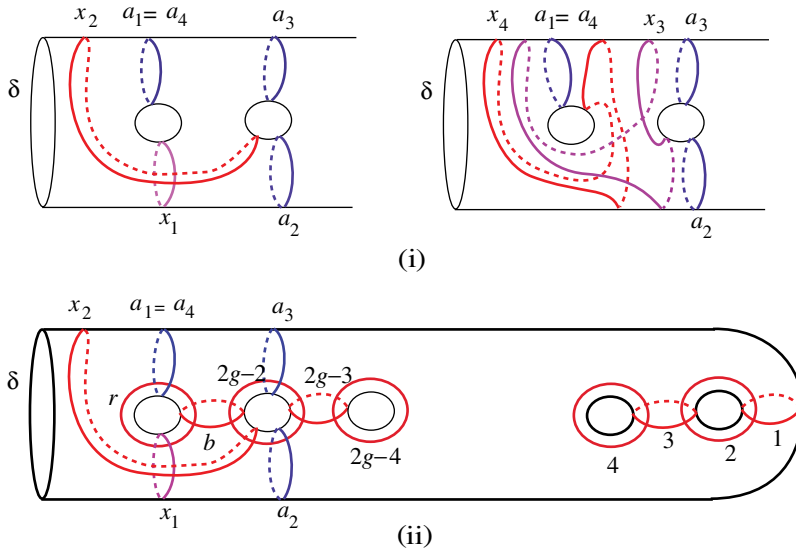 x₂ a₁= a₄ a₃ x₄ a₁= a₄ x₃ a₃
δ δ
x₁ a₂ a₂
(i)
x₂ a₁= a₄ a₃
δ r 2g−2 2g−3
b 2g−4 4 3 2 1
x₁ a₂
(ii)